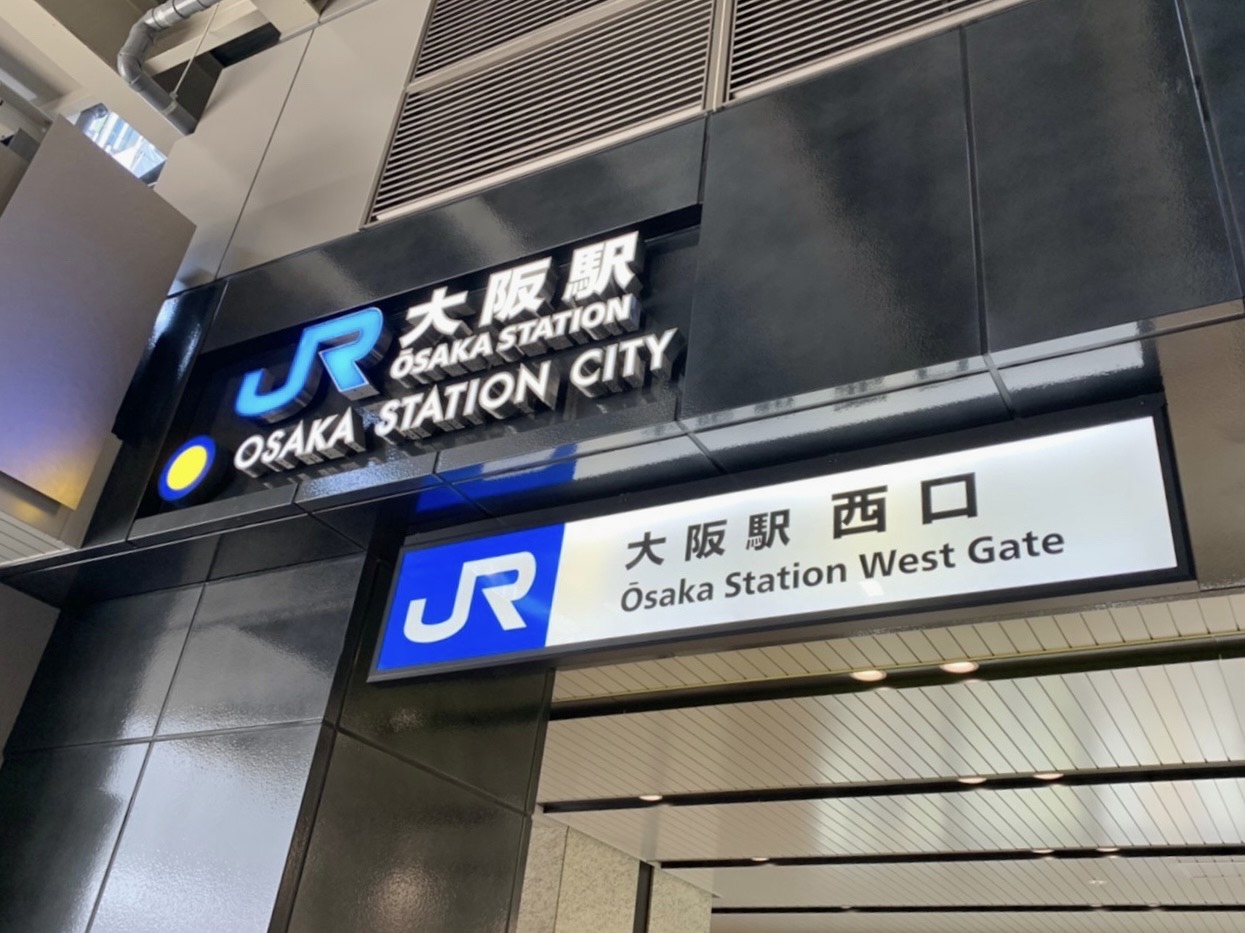 JR 大阪駅
ŌSAKA STATION
OSAKA STATION CITY
JR 大阪駅 西口
Ōsaka Station West Gate